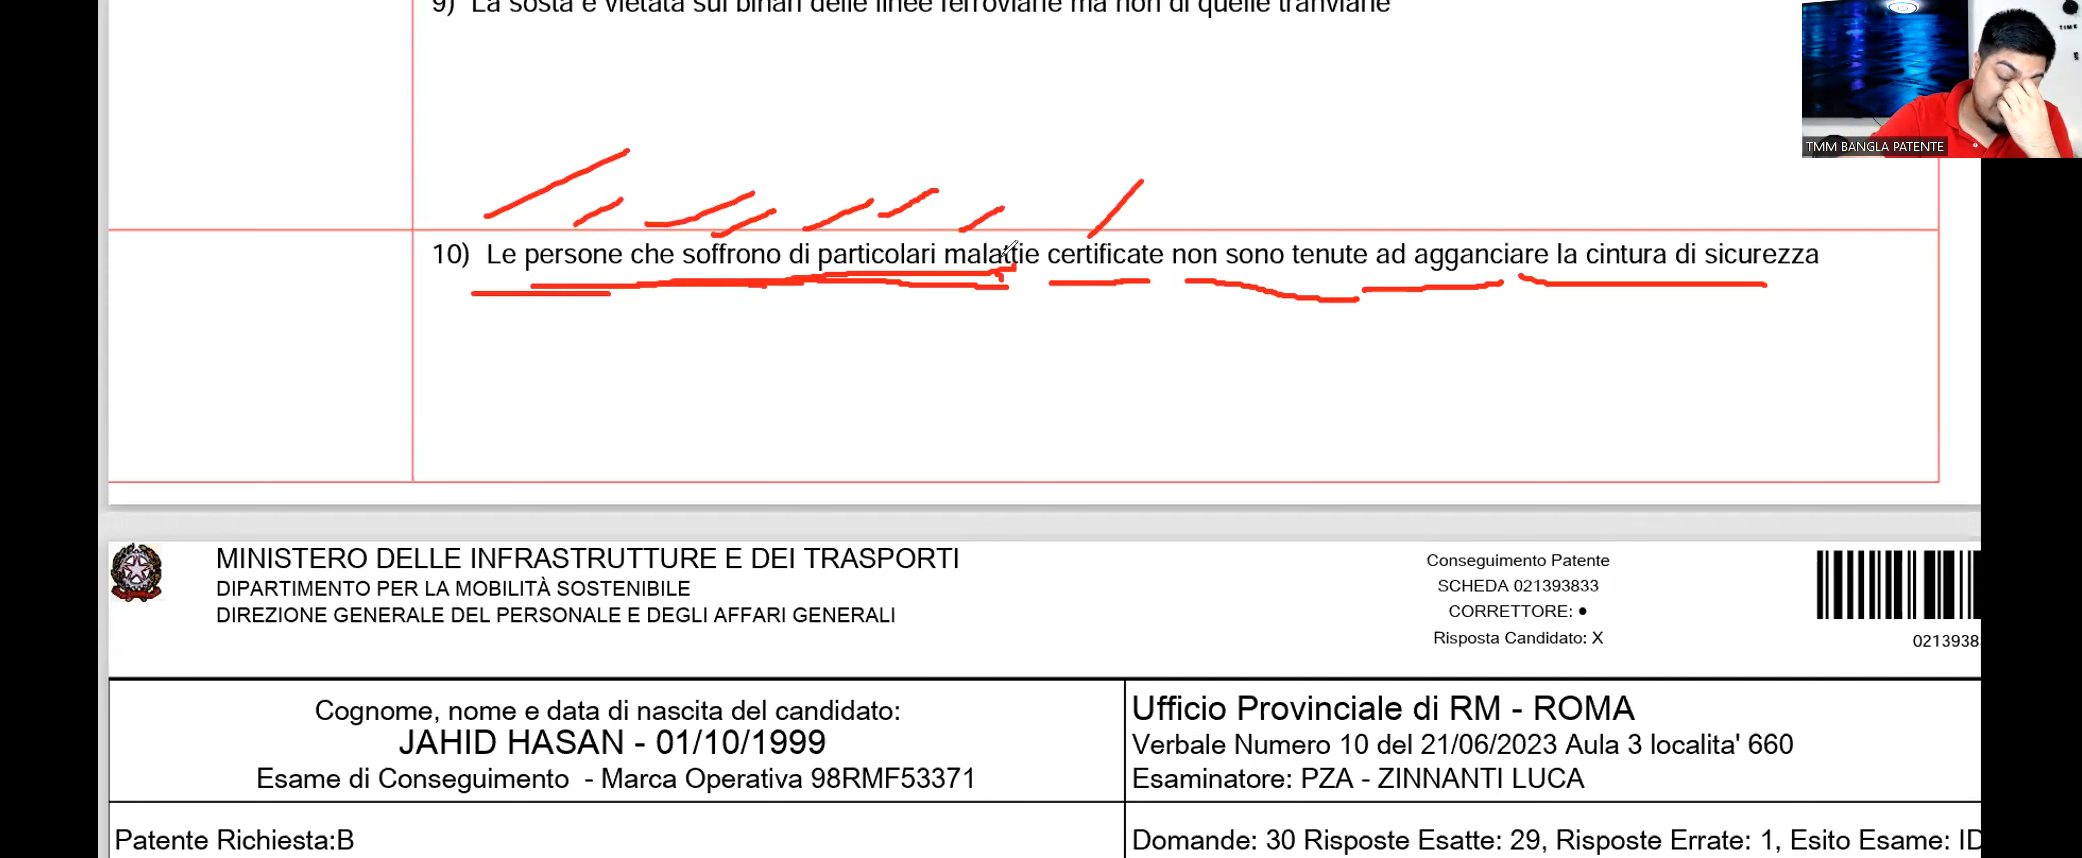 9) La sosta è vietata sui binari delle linee ferroviarie ma non di quelle tranviarie
TMM BANGLA PATENTE
10) Le persone che soffrono di particolari malattie certificate non sono tenute ad agganciare la cintura di sicurezza
MINISTERO DELLE INFRASTRUTTURE E DEI TRASPORTI
DIPARTIMENTO PER LA MOBILITÀ SOSTENIBILE
DIREZIONE GENERALE DEL PERSONALE E DEGLI AFFARI GENERALI
Conseguimento Patente
SCHEDA 021393833
CORRETTORE: ●
Risposta Candidato: X
0213938
Cognome, nome e data di nascita del candidato:
JAHID HASAN - 01/10/1999
Esame di Conseguimento - Marca Operativa 98RMF53371
Ufficio Provinciale di RM - ROMA
Verbale Numero 10 del 21/06/2023 Aula 3 localita' 660
Esaminatore: PZA - ZINNANTI LUCA
Patente Richiesta:B
Domande: 30 Risposte Esatte: 29, Risposte Errate: 1, Esito Esame: ID